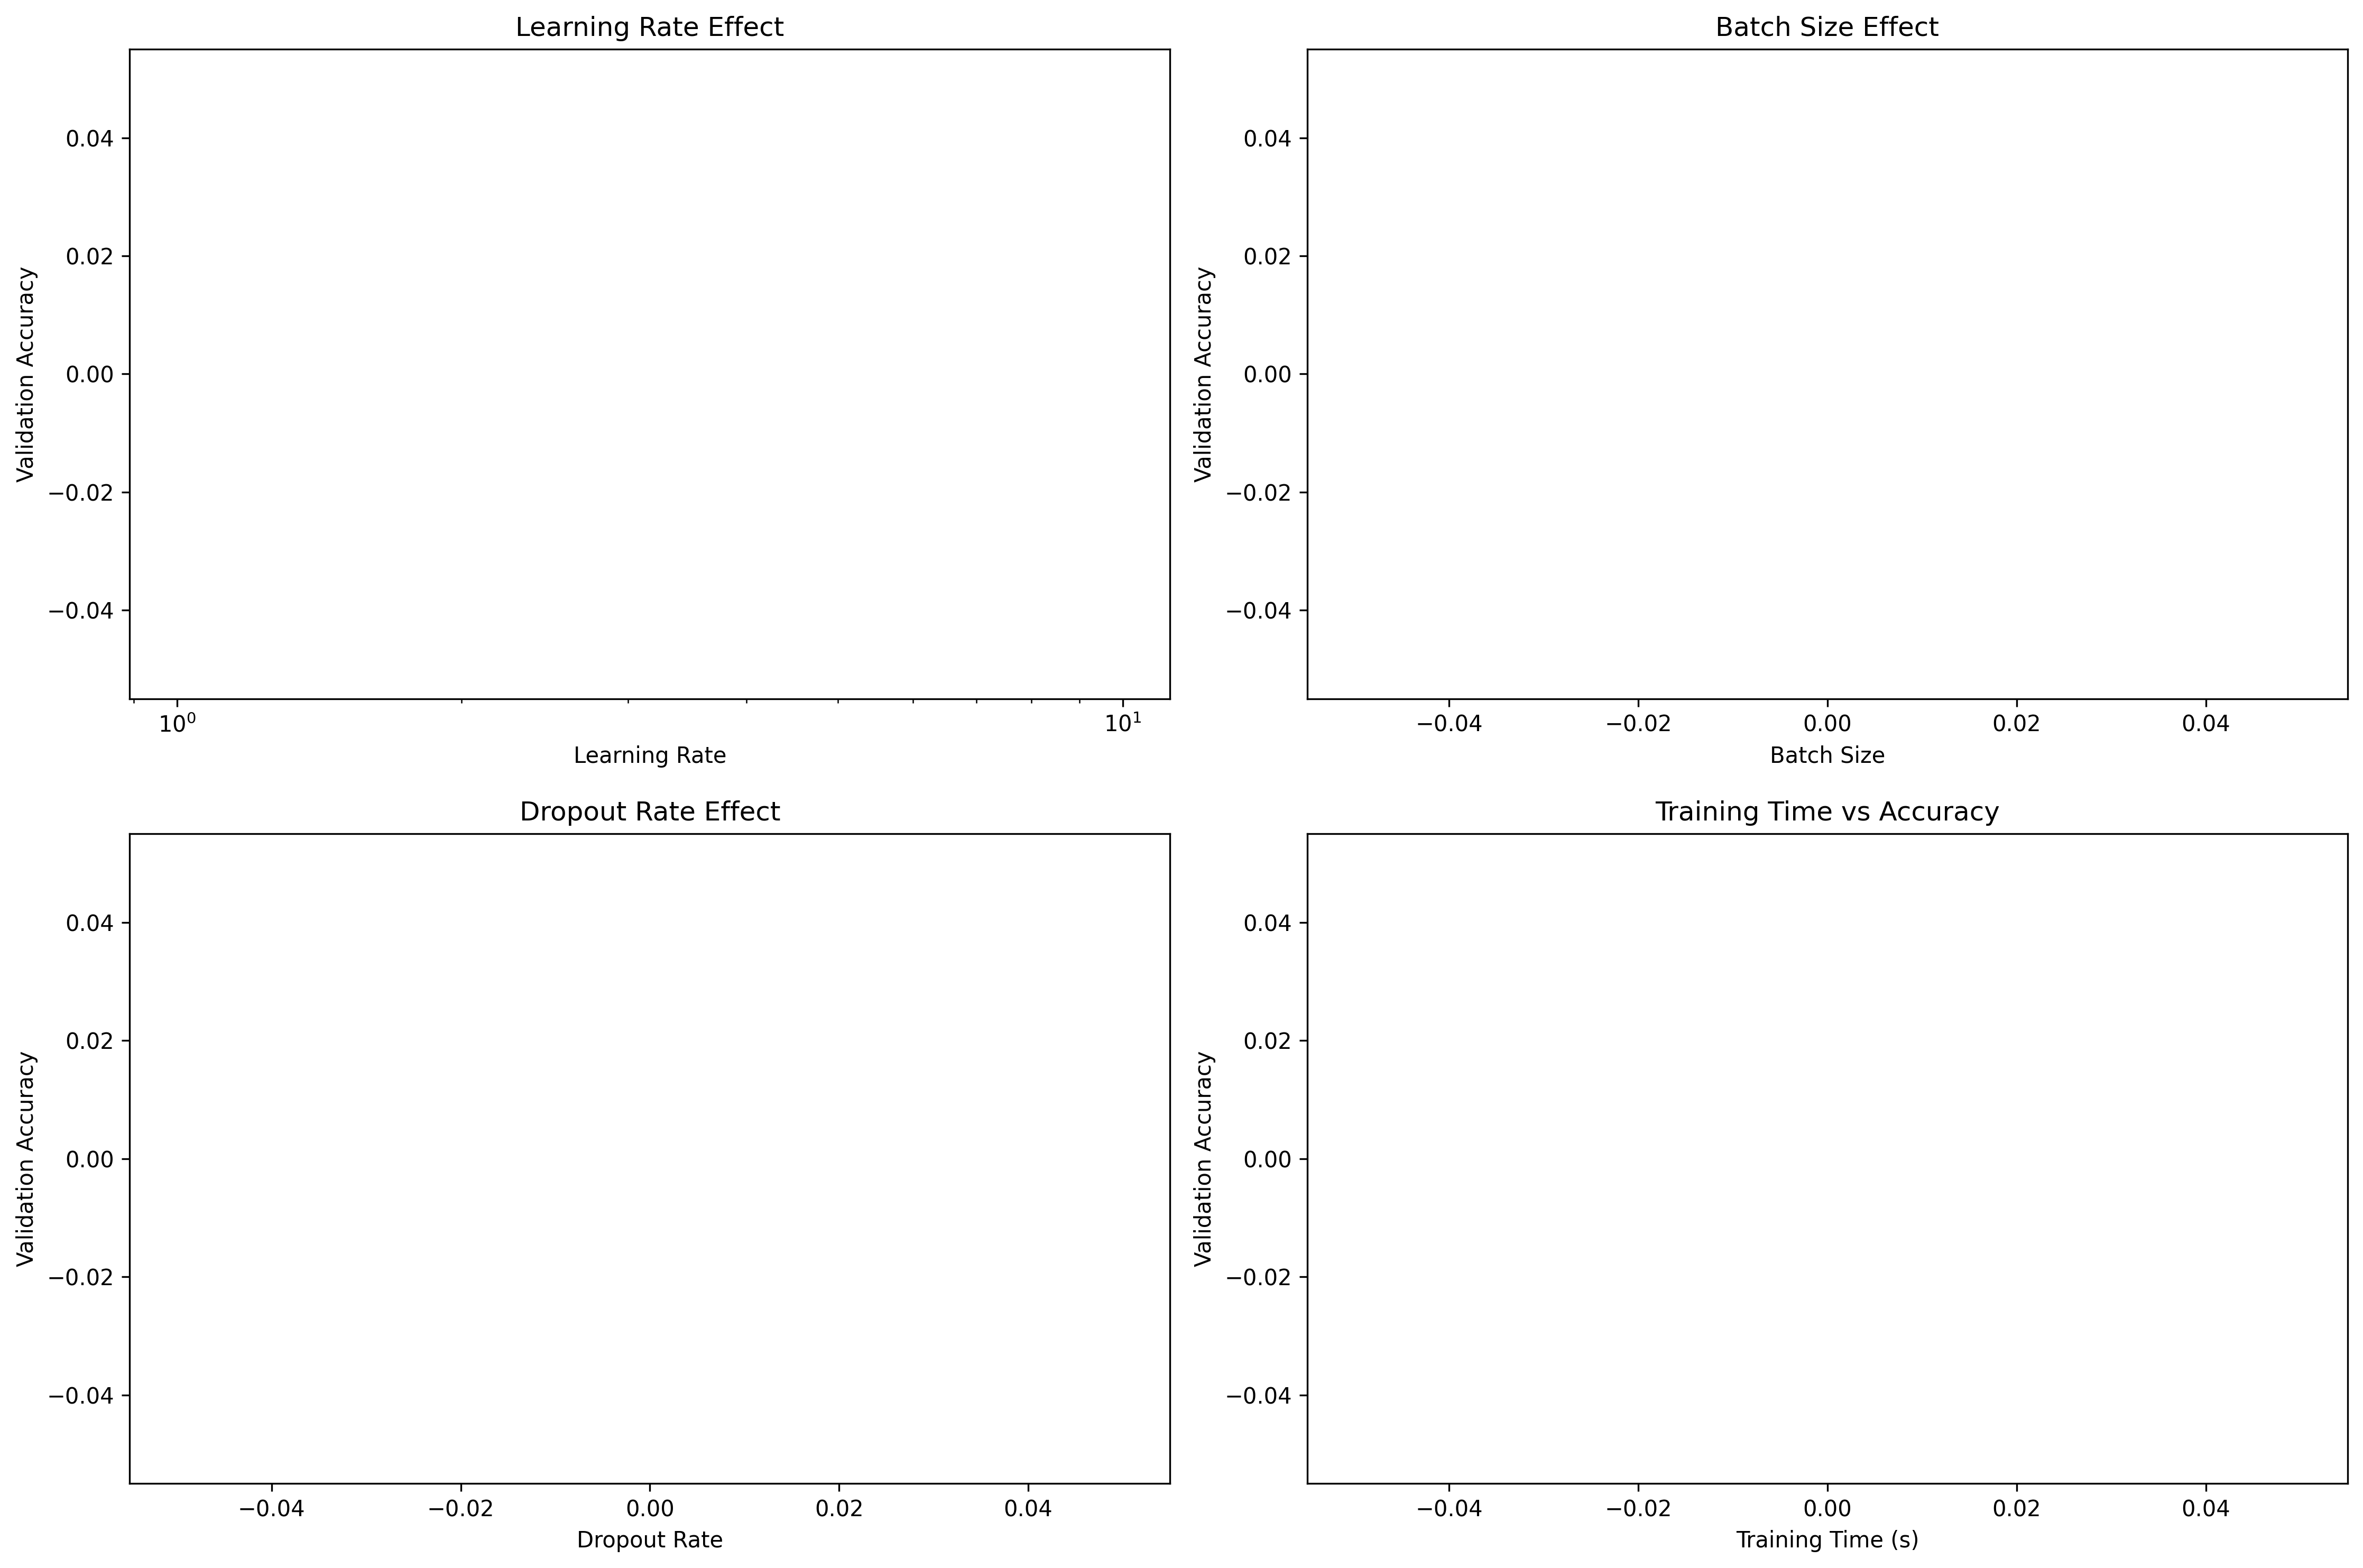 Learning Rate Effect
Validation Accuracy
0.04
0.02
0.00
−0.02
−0.04
10⁰
10¹
Learning Rate
Batch Size Effect
Validation Accuracy
0.04
0.02
0.00
−0.02
−0.04
−0.04 −0.02 0.00 0.02 0.04
Batch Size
Dropout Rate Effect
Validation Accuracy
0.04
0.02
0.00
−0.02
−0.04
−0.04 −0.02 0.00 0.02 0.04
Dropout Rate
Training Time vs Accuracy
Validation Accuracy
0.04
0.02
0.00
−0.02
−0.04
−0.04 −0.02 0.00 0.02 0.04
Training Time (s)